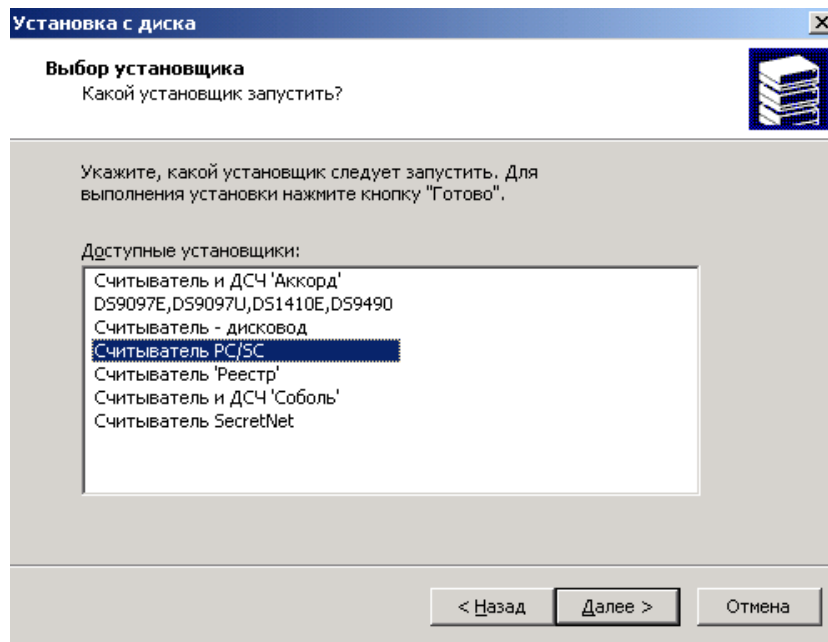 Установка с диска
Выбор установщика
Какой установщик запустить?
Укажите, какой установщик следует запустить. Для
выполнения установки нажмите кнопку "Готово".
Доступные установщики:
Считыватель и ДСЧ 'Аккорд'
DS9097E,DS9097U,DS1410E,DS9490
Считыватель - дисковод
Считыватель PC/SC
Считыватель 'Реестр'
Считыватель и ДСЧ 'Соболь'
Считыватель SecretNet
< Назад Далее > Отмена